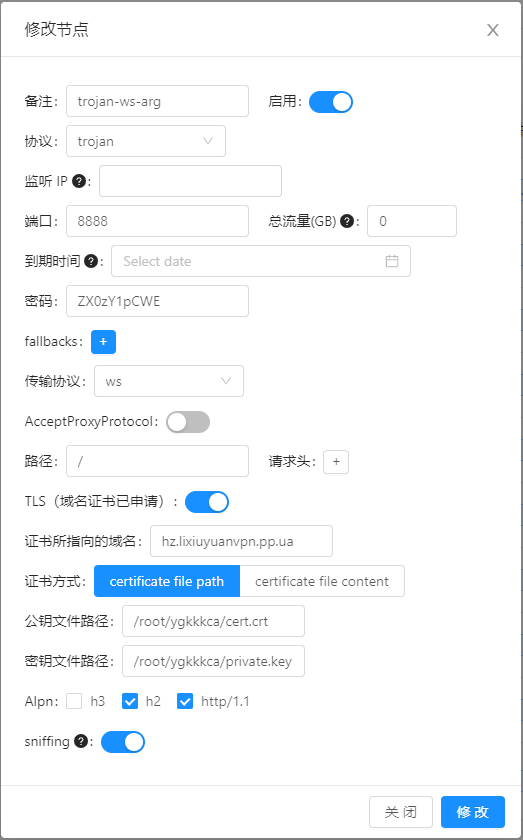 修改节点
备注: trojan-ws-arg 启用:
协议: trojan
监听 IP ?:
端口: 8888 总流量(GB) ?: 0
到期时间 ?: Select date
密码: ZX0zY1pCWE
fallbacks: +
传输协议: ws
AcceptProxyProtocol:
路径: / 请求头: +
TLS（域名证书已申请）:
证书所指向的域名: hz.lixiuyuanvpn.pp.ua
证书方式: certificate file path certificate file content
公钥文件路径: /root/ygkkkca/cert.crt
密钥文件路径: /root/ygkkkca/private.key
Alpn: h3 h2 http/1.1
sniffing ?:
关 闭 修 改